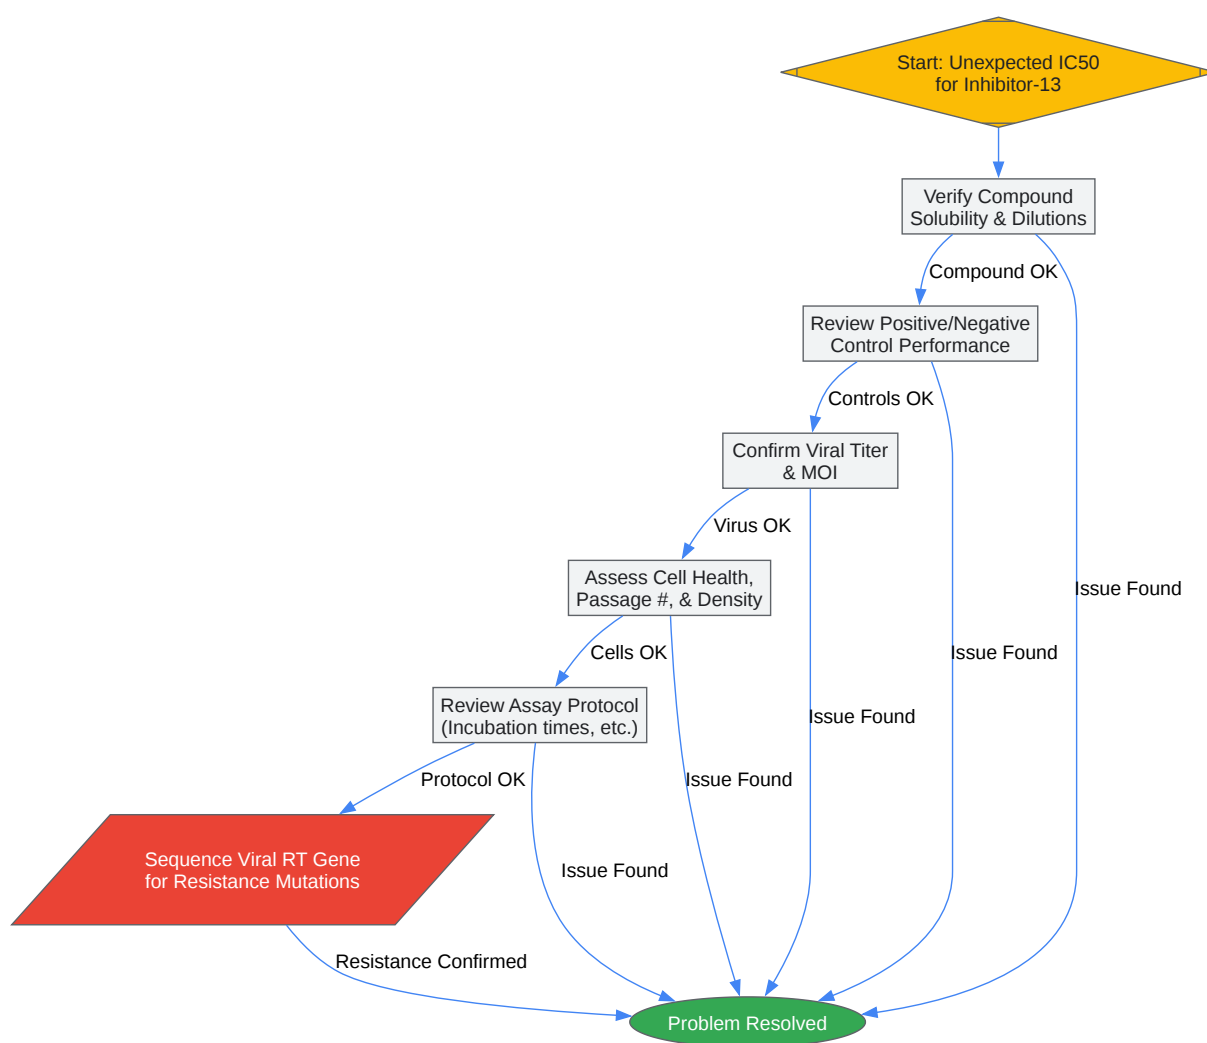 Start: Unexpected IC50
for Inhibitor-13
Verify Compound
Solubility & Dilutions
Compound OK
Review Positive/Negative
Control Performance
Controls OK
Confirm Viral Titer
& MOI
Virus OK
Assess Cell Health,
Passage #, & Density
Issue Found
Cells OK
Issue Found
Review Assay Protocol
(Incubation times, etc.)
Issue Found
Protocol OK
Issue Found
Sequence Viral RT Gene
for Resistance Mutations
Issue Found
Resistance Confirmed
Problem Resolved